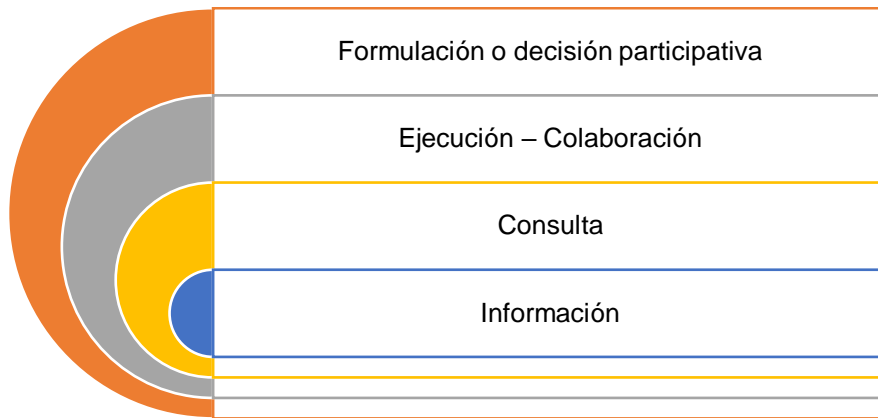 Formulación o decisión participativa
Ejecución – Colaboración
Consulta
Información